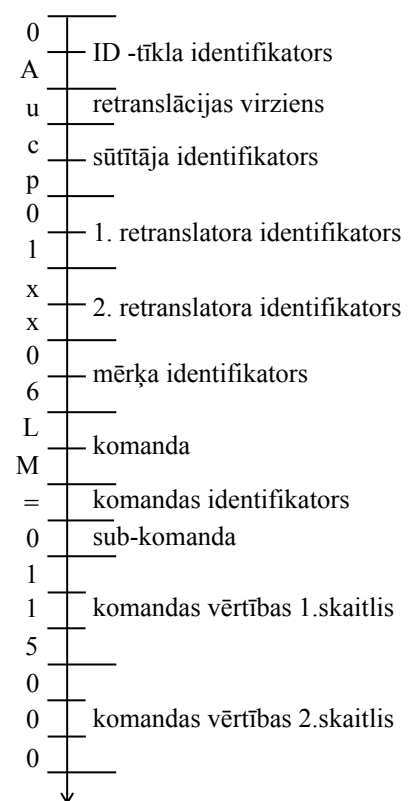 0
A
ID -tīkla identifikators
u
retranslācijas virziens
c
p
sūtītāja identifikators
0
1
1. retranslatora identifikators
x
x
2. retranslatora identifikators
0
6
mērķa identifikators
L
M
komanda
=
komandas identifikators
0
sub-komanda
1
1
5
komandas vērtības 1.skaitlis
0
0
0
komandas vērtības 2.skaitlis